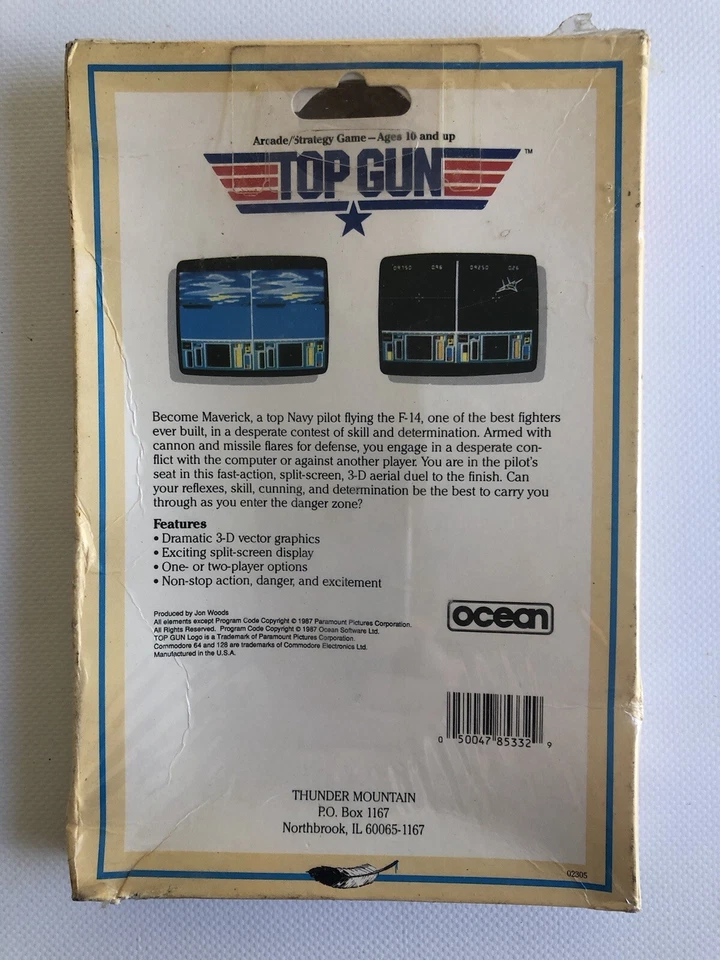 Arcade/Strategy Game—Ages 10 and up
TOP GUN™
09750 096 09250 025
Become Maverick, a top Navy pilot flying the F-14, one of the best fighters
ever built, in a desperate contest of skill and determination. Armed with
cannon and missile flares for defense, you engage in a desperate con-
flict with the computer or against another player. You are in the pilot's
seat in this fast-action, split-screen, 3-D aerial duel to the finish. Can
your reflexes, skill, cunning, and determination be the best to carry you
through as you enter the danger zone?
Features
• Dramatic 3-D vector graphics
• Exciting split-screen display
• One- or two-player options
• Non-stop action, danger, and excitement
Produced by Jon Woods
All elements except Program Code Copyright © 1987 Paramount Pictures Corporation.
All Rights Reserved. Program Code Copyright © 1987 Ocean Software Ltd.
TOP GUN Logo is a Trademark of Paramount Pictures Corporation.
Commodore 64 and 128 are trademarks of Commodore Electronics Ltd.
Manufactured in the U.S.A.
ocean
0 50047 85332 9
THUNDER MOUNTAIN
P.O. Box 1167
Northbrook, IL 60065-1167
02305